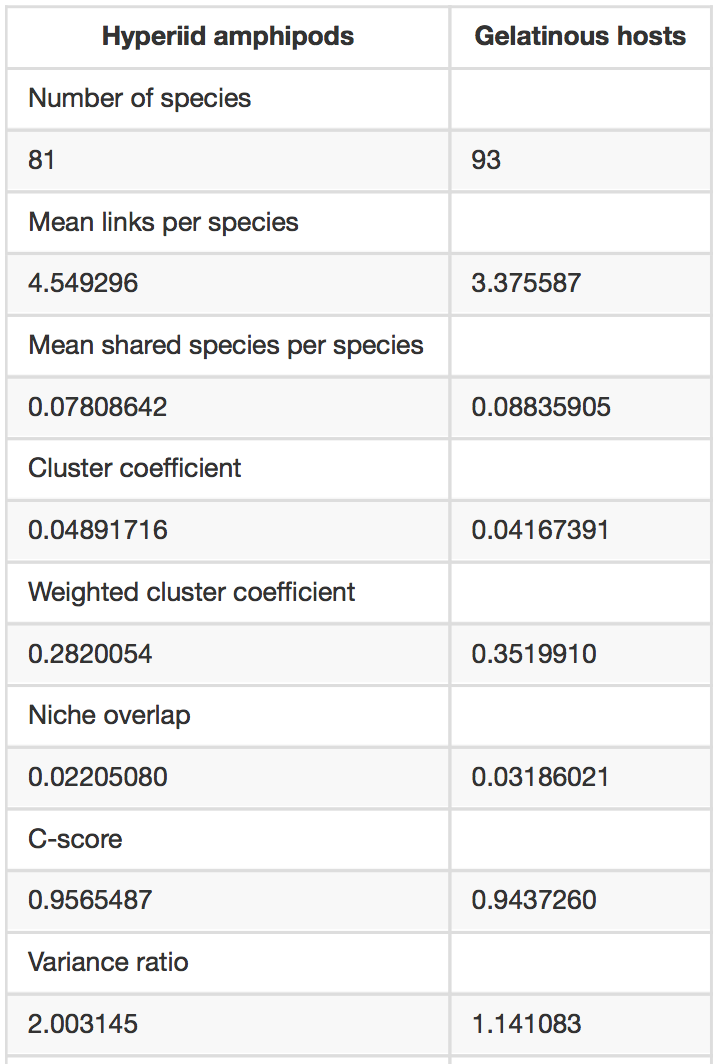 Hyperiid amphipods Gelatinous hosts
Number of species
81 93
Mean links per species
4.549296 3.375587
Mean shared species per species
0.07808642 0.08835905
Cluster coefficient
0.04891716 0.04167391
Weighted cluster coefficient
0.2820054 0.3519910
Niche overlap
0.02205080 0.03186021
C-score
0.9565487 0.9437260
Variance ratio
2.003145 1.141083